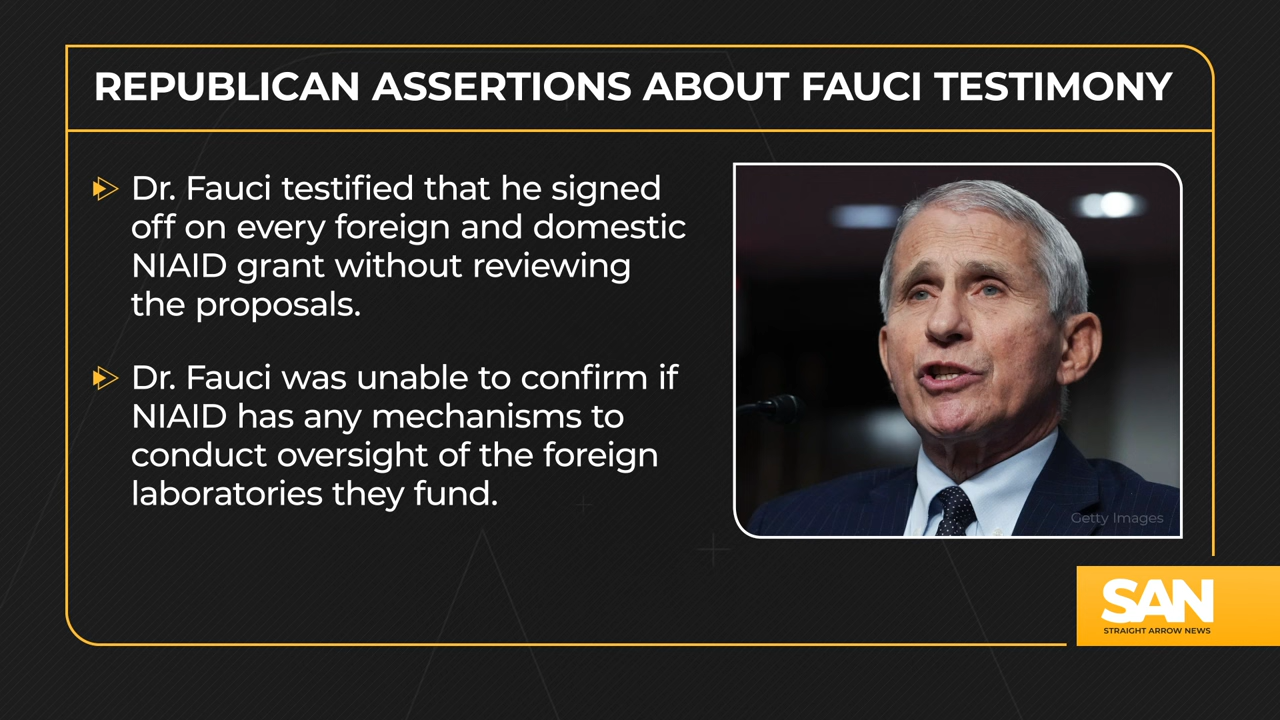 REPUBLICAN ASSERTIONS ABOUT FAUCI TESTIMONY
Dr. Fauci testified that he signed
off on every foreign and domestic
NIAID grant without reviewing
the proposals.
Dr. Fauci was unable to confirm if
NIAID has any mechanisms to
conduct oversight of the foreign
laboratories they fund.
Getty Images
SAN
STRAIGHT ARROW NEWS